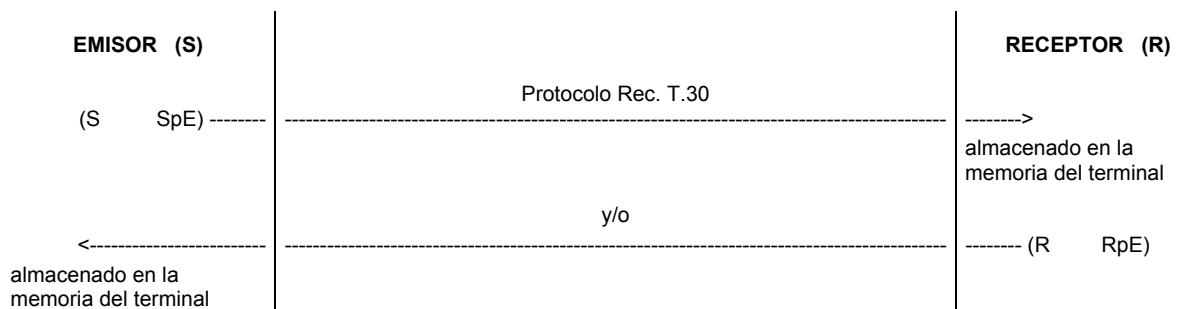 EMISOR (S)
RECEPTOR (R)
Protocolo Rec. T.30
(S SpE) -------- ------------------------------------------------------------ -------->
almacenado en la
memoria del terminal
y/o
<------------------------- ------------------------------------------------------------ -------- (R RpE)
almacenado en la
memoria del terminal